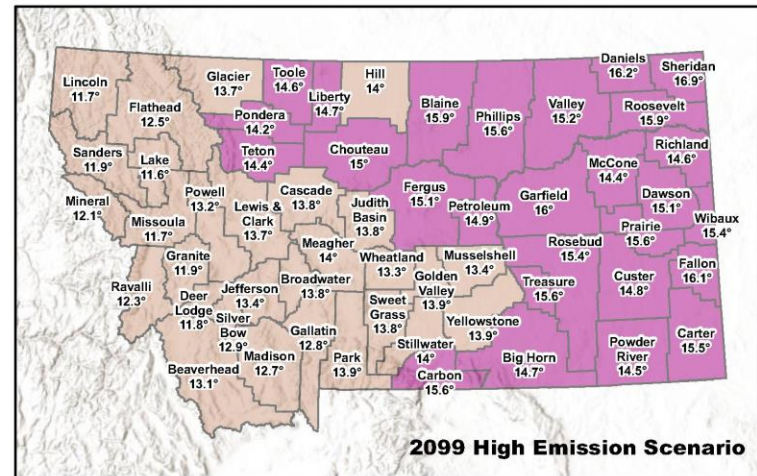 Lincoln
11.7°
Flathead
12.5°
Glacier
13.7°
Toole
14.6°
Liberty
14.7°
Hill
14°
Blaine
15.9°
Phillips
15.6°
Valley
15.2°
Daniels
16.2°
Sheridan
16.9°
Roosevelt
15.9°
Pondera
14.2°
Teton
14.4°
Chouteau
15°
Richland
14.6°
McCone
14.4°
Sanders
11.9°
Lake
11.6°
Mineral
12.1°
Missoula
11.7°
Powell
13.2°
Lewis &
Clark
13.7°
Cascade
13.8°
Judith
Basin
13.8°
Fergus
15.1°
Petroleum
14.9°
Garfield
16°
Dawson
15.1°
Prairie
15.6°
Wibaux
15.4°
Granite
11.9°
Meagher
14°
Wheatland
13.3°
Golden
Valley
13.9°
Musselshell
13.4°
Rosebud
15.4°
Treasure
15.6°
Custer
14.8°
Fallon
16.1°
Ravalli
12.3°
Deer
Lodge
11.8°
Jefferson
13.4°
Broadwater
13.8°
Silver
Bow
12.9°
Sweet
Grass
13.8°
Yellowstone
13.9°
Stillwater
14°
Gallatin
12.8°
Park
13.9°
Madison
12.7°
Beaverhead
13.1°
Carbon
15.6°
Big Horn
14.7°
Powder
River
14.5°
Carter
15.5°
2099 High Emission Scenario